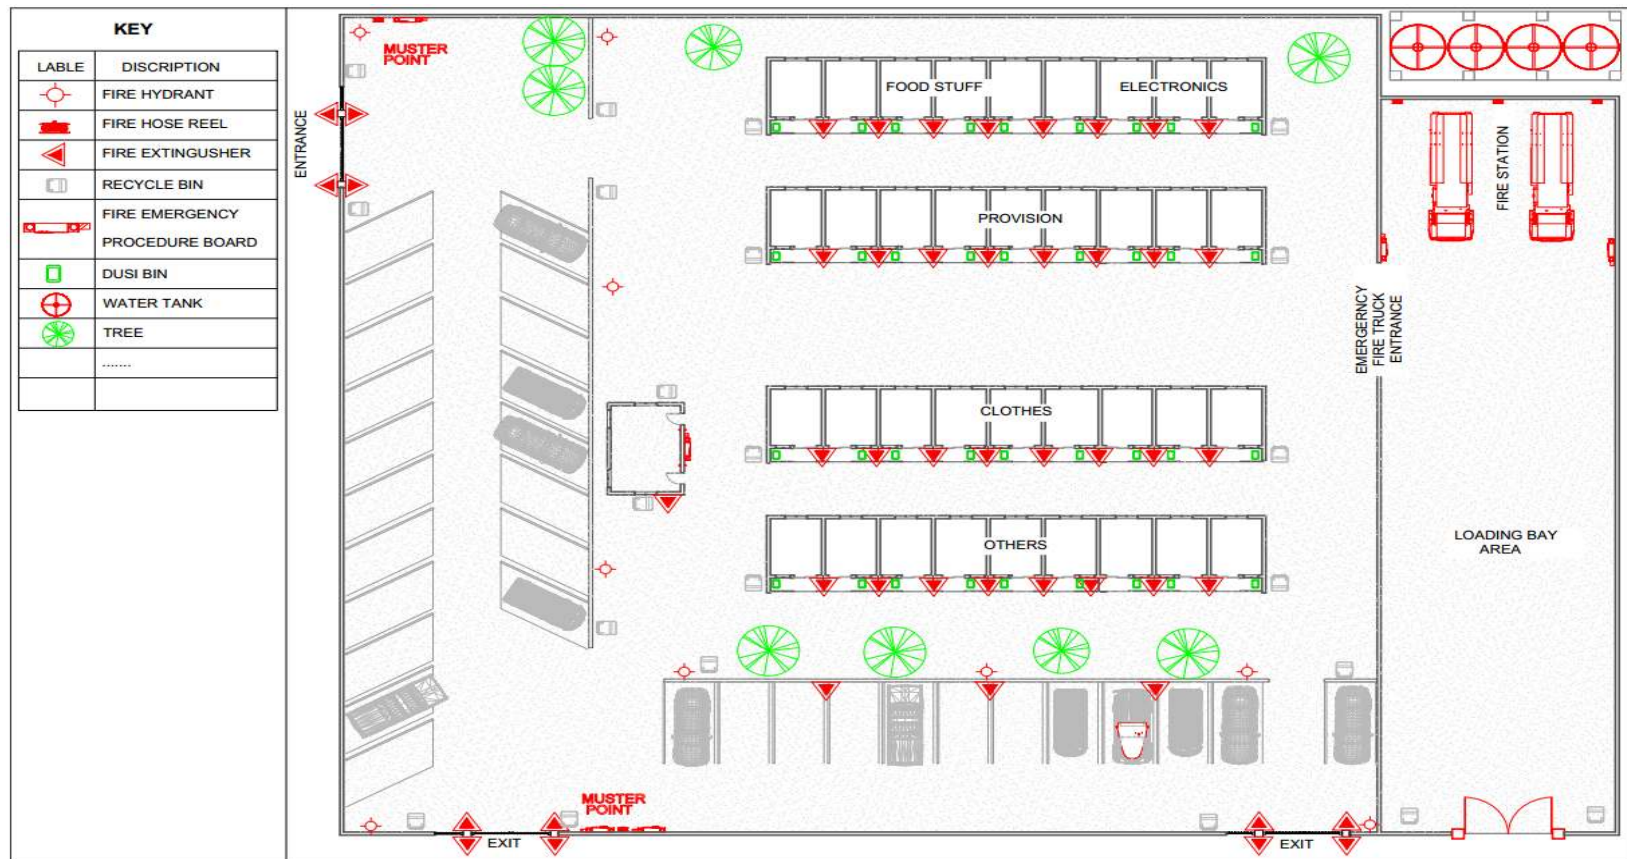 KEY
LABLE DISCRIPTION
FIRE HYDRANT
FIRE HOSE REEL
FIRE EXTINGUSHER
RECYCLE BIN
FIRE EMERGENCY
PROCEDURE BOARD
DUSI BIN
WATER TANK
TREE
.......
MUSTER
POINT
ENTRANCE
FOOD STUFF
ELECTRONICS
PROVISION
CLOTHES
OTHERS
EMERGERNCY
FIRE TRUCK
ENTRANCE
FIRE STATION
LOADING BAY
AREA
MUSTER
POINT
EXIT
EXIT